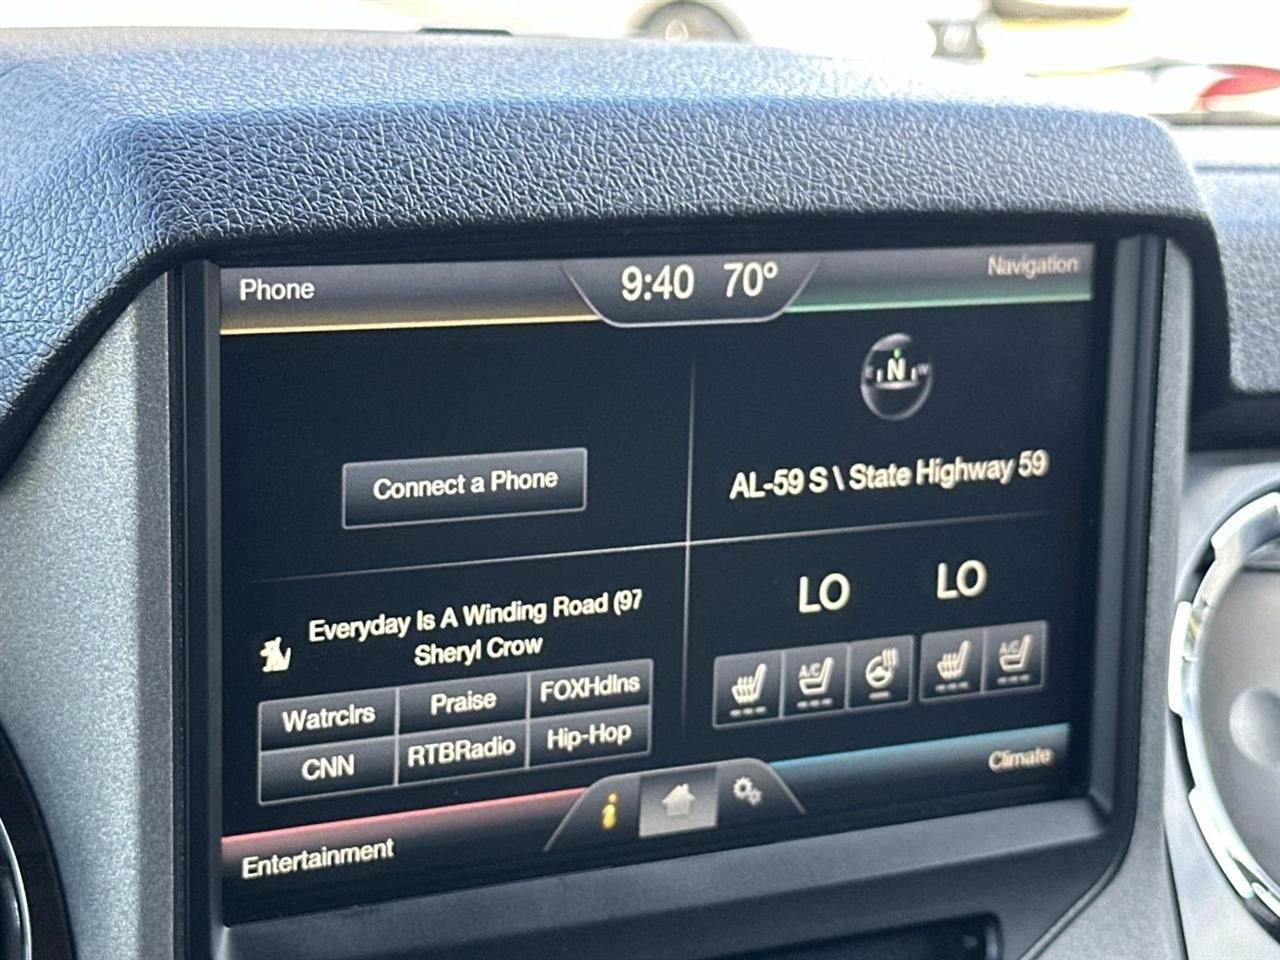 Phone
9:40 70°
Navigation
N
Connect a Phone
AL-59 S \ State Highway 59
Everyday Is A Winding Road (97
Sheryl Crow
LO LO
A/C
A/C
Watrclrs
Praise
FOXHdlns
CNN
RTBRadio
Hip-Hop
i
Entertainment
Climate